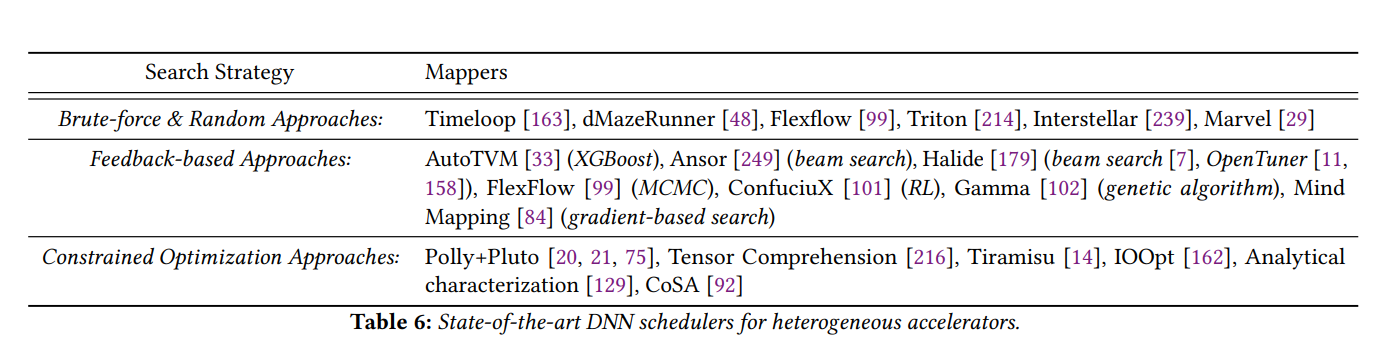 Search Strategy Mappers
Brute-force & Random Approaches: Timeloop [163], dMazeRunner [48], Flexflow [99], Triton [214], Interstellar [239], Marvel [29]
Feedback-based Approaches: AutoTVM [33] (XGBoost), Ansor [249] (beam search), Halide [179] (beam search [7], OpenTuner [11,
158]), FlexFlow [99] (MCMC), ConfuciuX [101] (RL), Gamma [102] (genetic algorithm), Mind
Mapping [84] (gradient-based search)
Constrained Optimization Approaches: Polly+Pluto [20, 21, 75], Tensor Comprehension [216], Tiramisu [14], IOOpt [162], Analytical
characterization [129], CoSA [92]
Table 6: State-of-the-art DNN schedulers for heterogeneous accelerators.